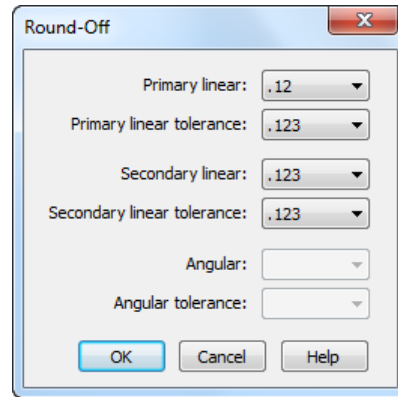 Round-Off
Primary linear: .12
Primary linear tolerance: .123
Secondary linear: .123
Secondary linear tolerance: .123
Angular:
Angular tolerance:
OK Cancel Help